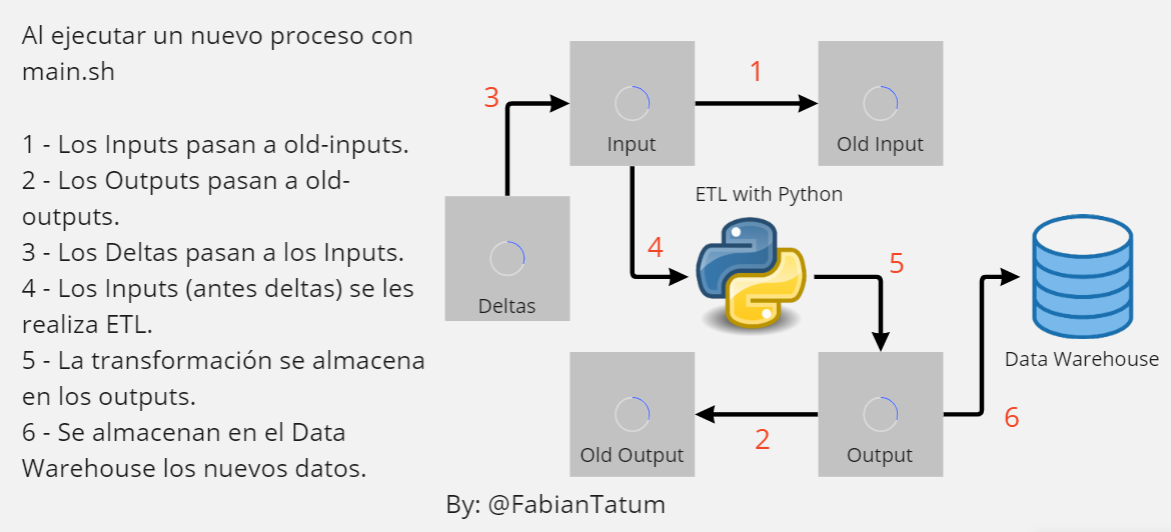 Al ejecutar un nuevo proceso con
main.sh
1 - Los Inputs pasan a old-inputs.
2 - Los Outputs pasan a old-
outputs.
3 - Los Deltas pasan a los Inputs.
4 - Los Inputs (antes deltas) se les
realiza ETL.
5 - La transformación se almacena
en los outputs.
6 - Se almacenan en el Data
Warehouse los nuevos datos.
1
3
Input
Old Input
ETL with Python
4
5
Deltas
Data Warehouse
6
2
Old Output
Output
By: @FabianTatum